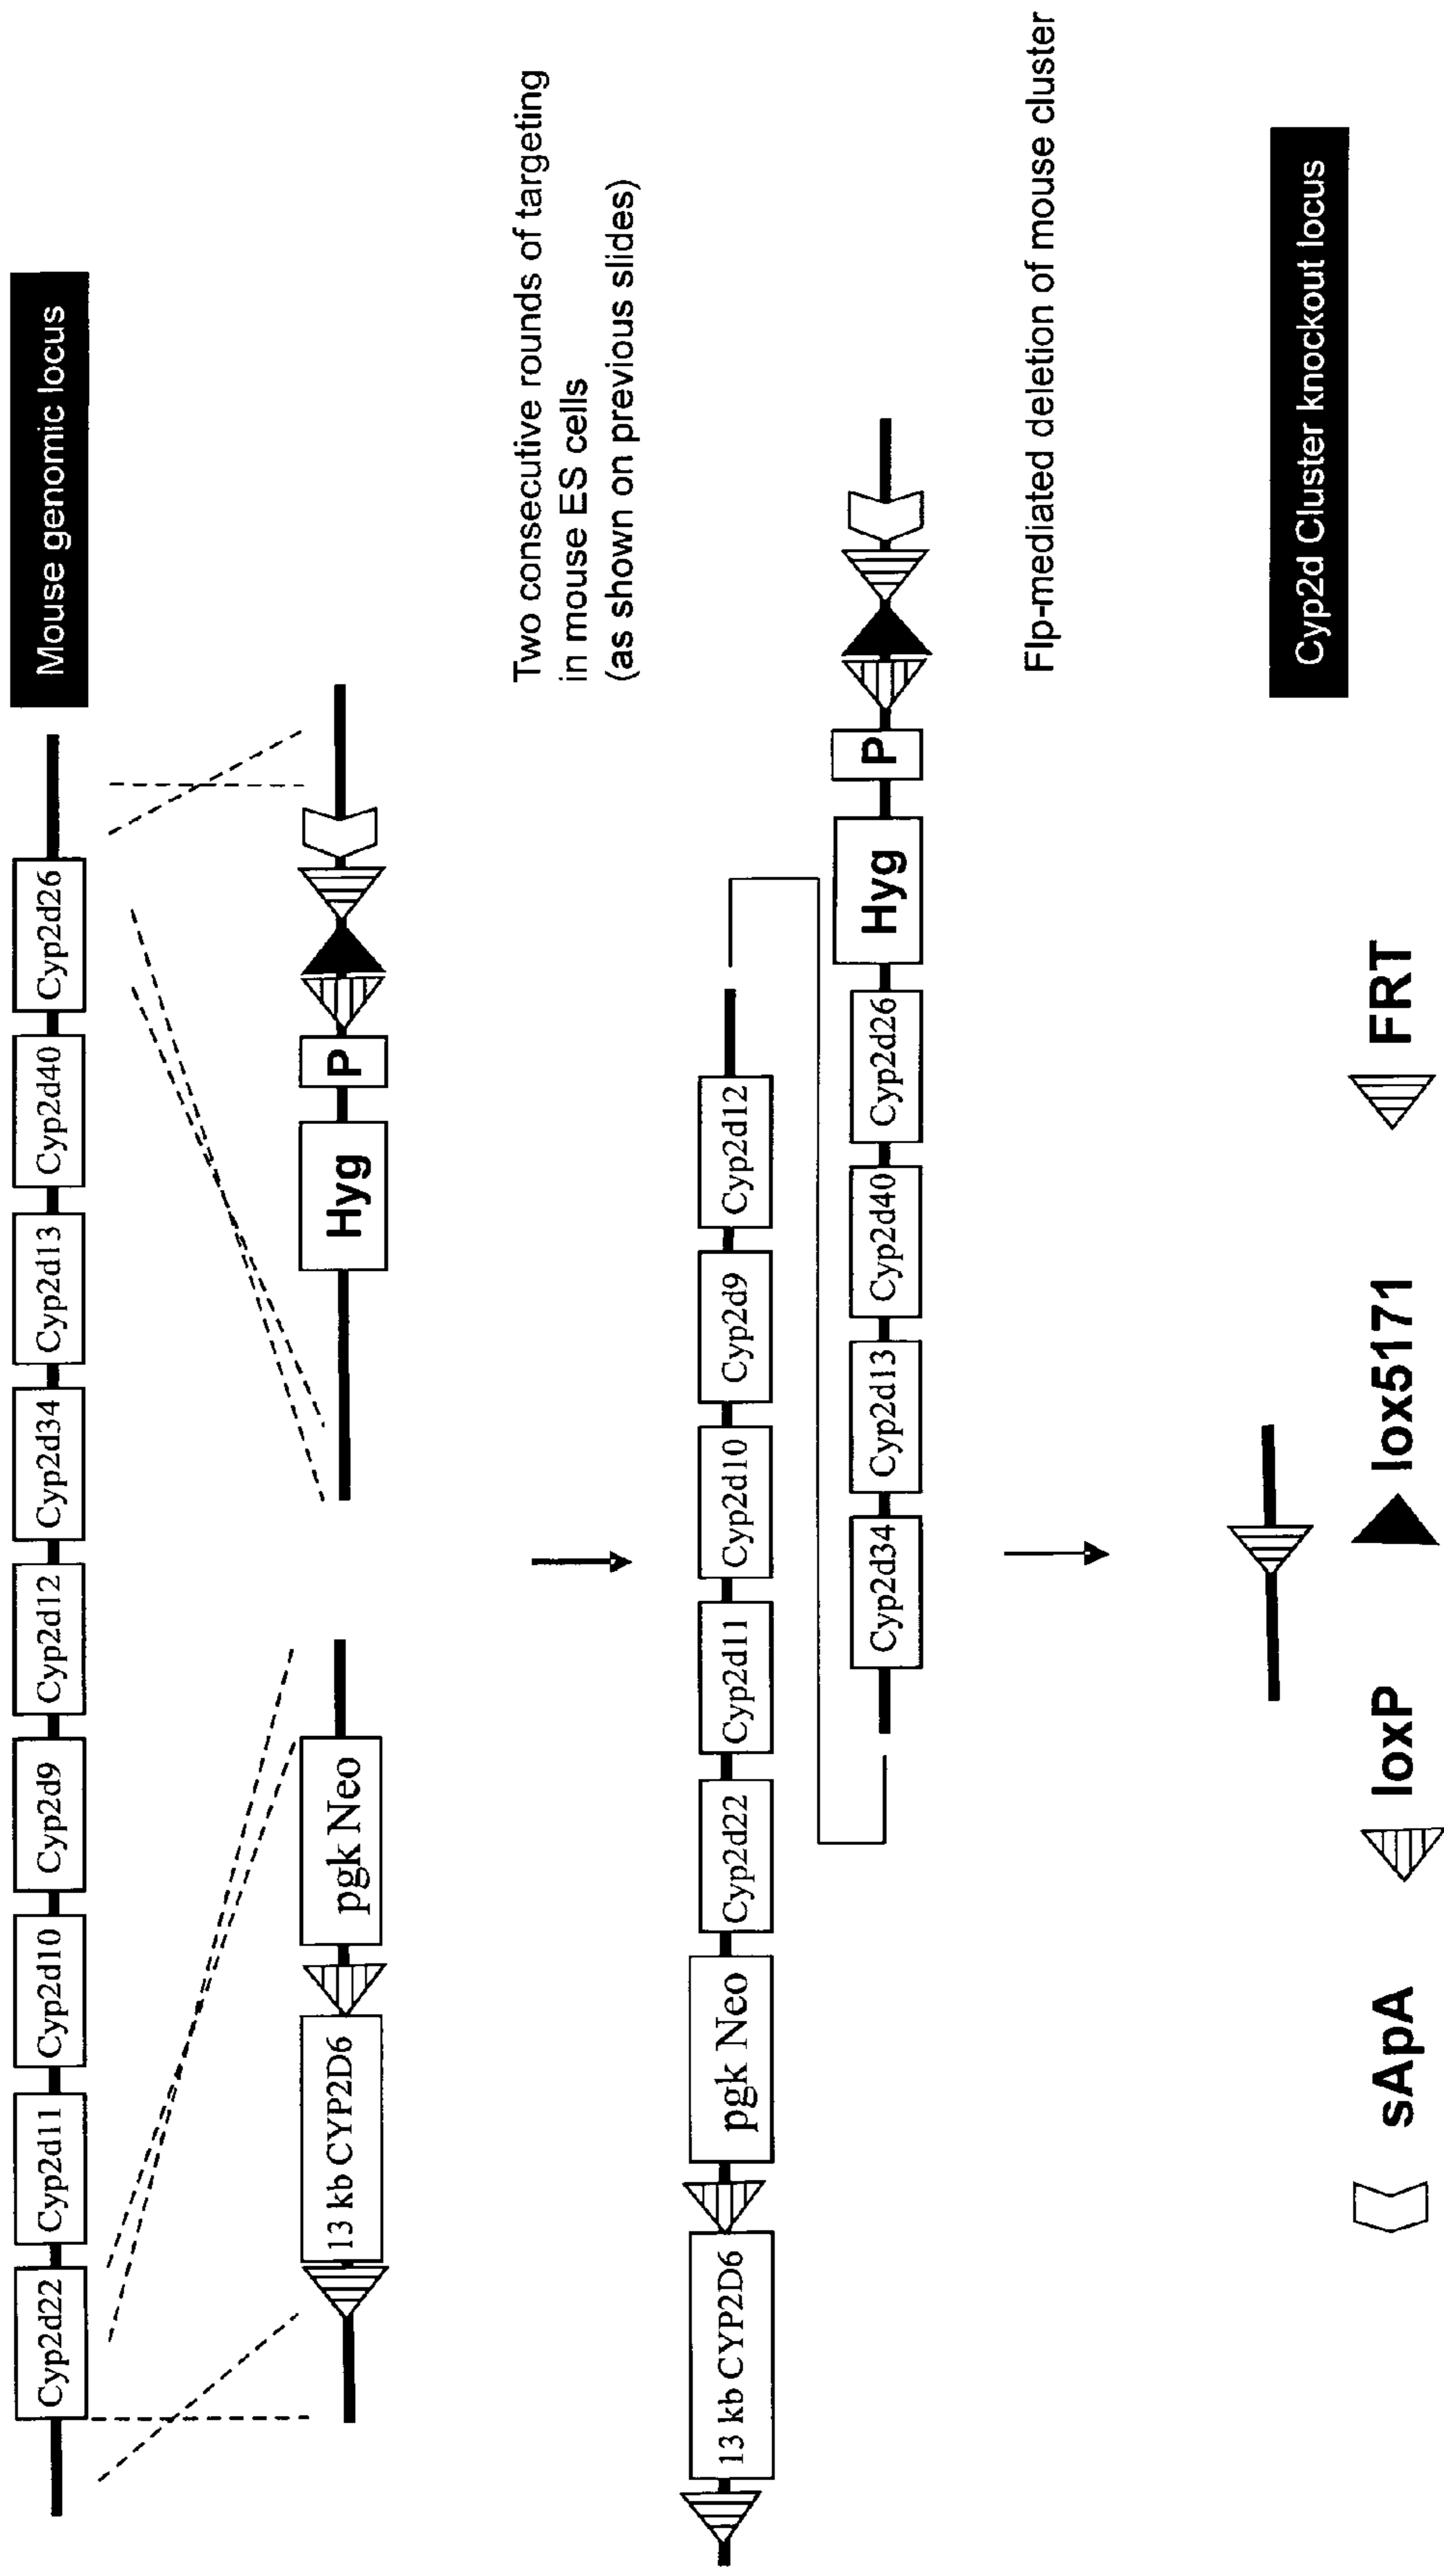 Mouse genomic locus
Cyp2d22 Cyp2d11 Cyp2d10 Cyp2d9 Cyp2d12 Cyp2d34 Cyp2d13 Cyp2d40 Cyp2d26
13 kb CYP2D6 pgk Neo Hyg P
Two consecutive rounds of targeting
in mouse ES cells
(as shown on previous slides)
13 kb CYP2D6 pgk Neo Cyp2d22 Cyp2d11 Cyp2d10 Cyp2d9 Cyp2d12
Cyp2d34 Cyp2d13 Cyp2d40 Cyp2d26 Hyg P
Flp-mediated deletion of mouse cluster
Cyp2d Cluster knockout locus
sApA loxP lox5171 FRT